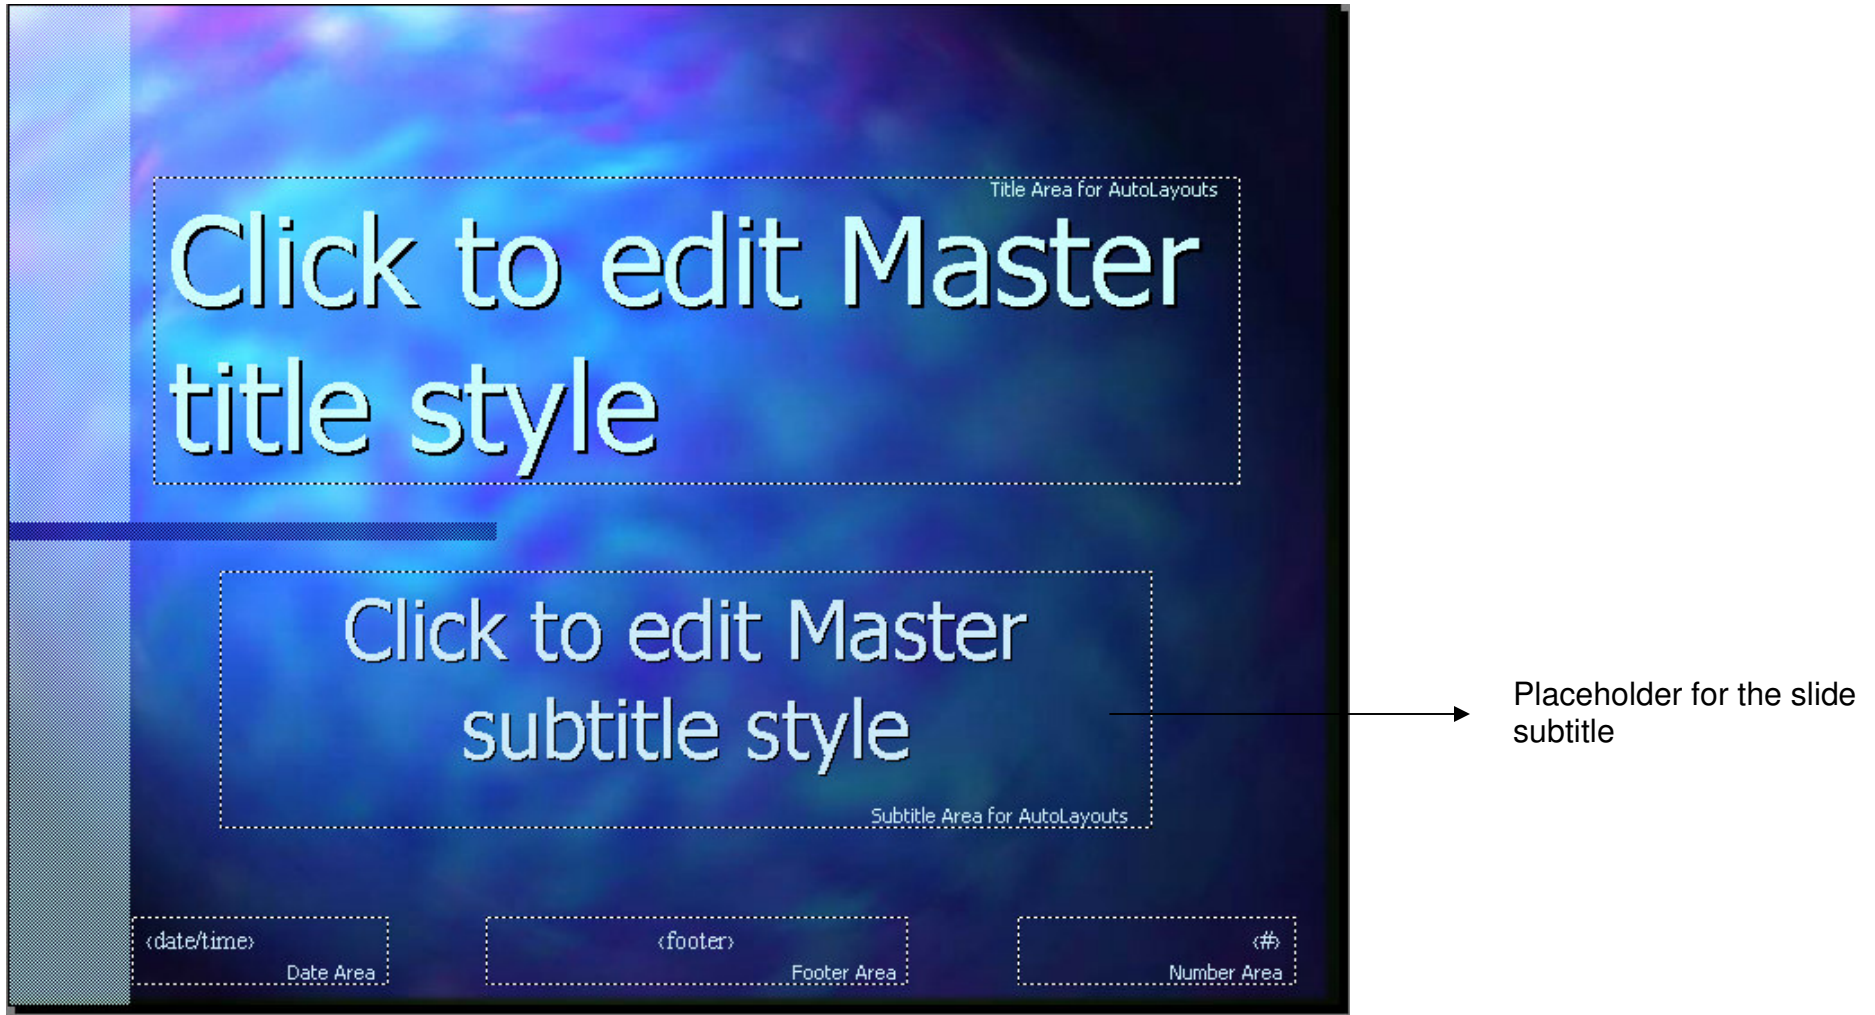 Title Area for AutoLayouts
Click to edit Master
title style
Click to edit Master
subtitle style
Subtitle Area for AutoLayouts
Placeholder for the slide
subtitle
‹date/time›
Date Area
‹footer›
Footer Area
‹#›
Number Area